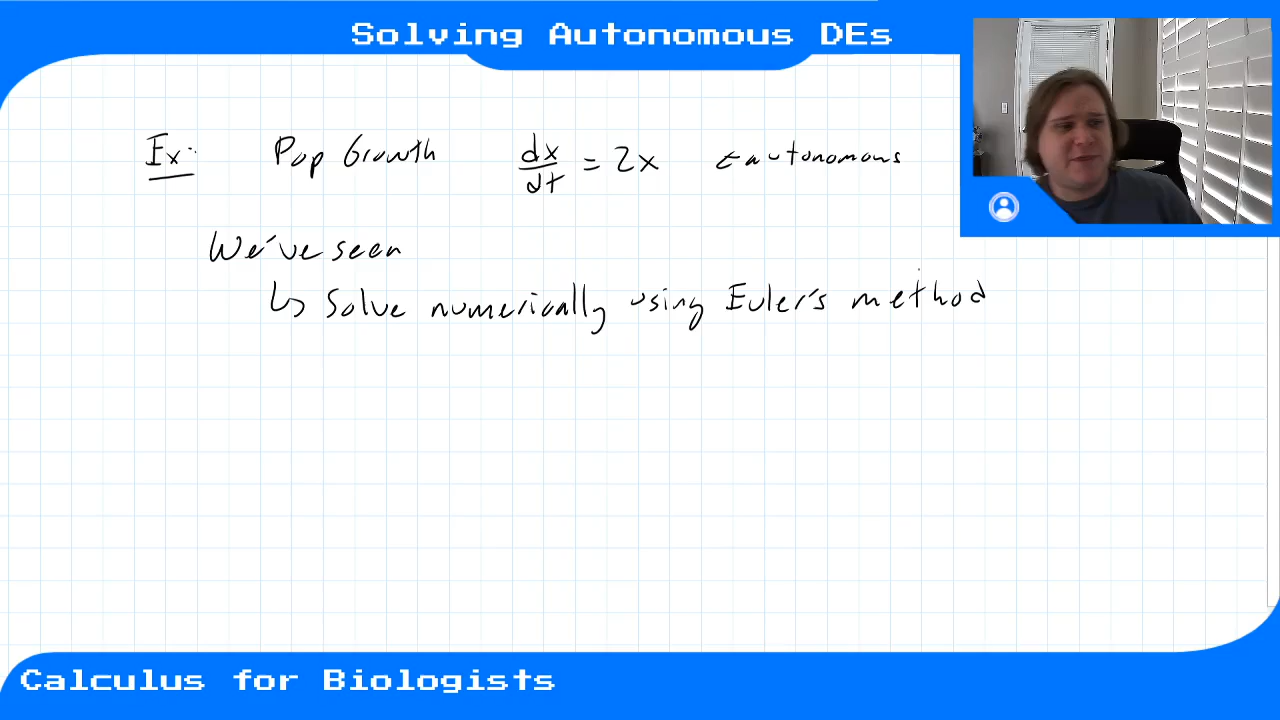 Solving Autonomous DEs
Ex: Pop Growth dx/dt = 2x ← autonomous
We've seen
↳ Solve numerically using Euler's method
Calculus for Biologists